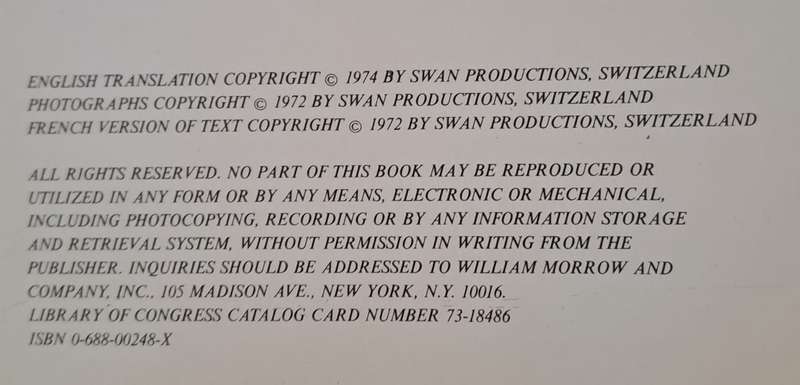 ENGLISH TRANSLATION COPYRIGHT © 1974 BY SWAN PRODUCTIONS, SWITZERLAND
PHOTOGRAPHS COPYRIGHT © 1972 BY SWAN PRODUCTIONS, SWITZERLAND
FRENCH VERSION OF TEXT COPYRIGHT © 1972 BY SWAN PRODUCTIONS, SWITZERLAND
ALL RIGHTS RESERVED. NO PART OF THIS BOOK MAY BE REPRODUCED OR
UTILIZED IN ANY FORM OR BY ANY MEANS, ELECTRONIC OR MECHANICAL,
INCLUDING PHOTOCOPYING, RECORDING OR BY ANY INFORMATION STORAGE
AND RETRIEVAL SYSTEM, WITHOUT PERMISSION IN WRITING FROM THE
PUBLISHER. INQUIRIES SHOULD BE ADDRESSED TO WILLIAM MORROW AND
COMPANY, INC., 105 MADISON AVE., NEW YORK, N.Y. 10016.
LIBRARY OF CONGRESS CATALOG CARD NUMBER 73-18486
ISBN 0-688-00248-X